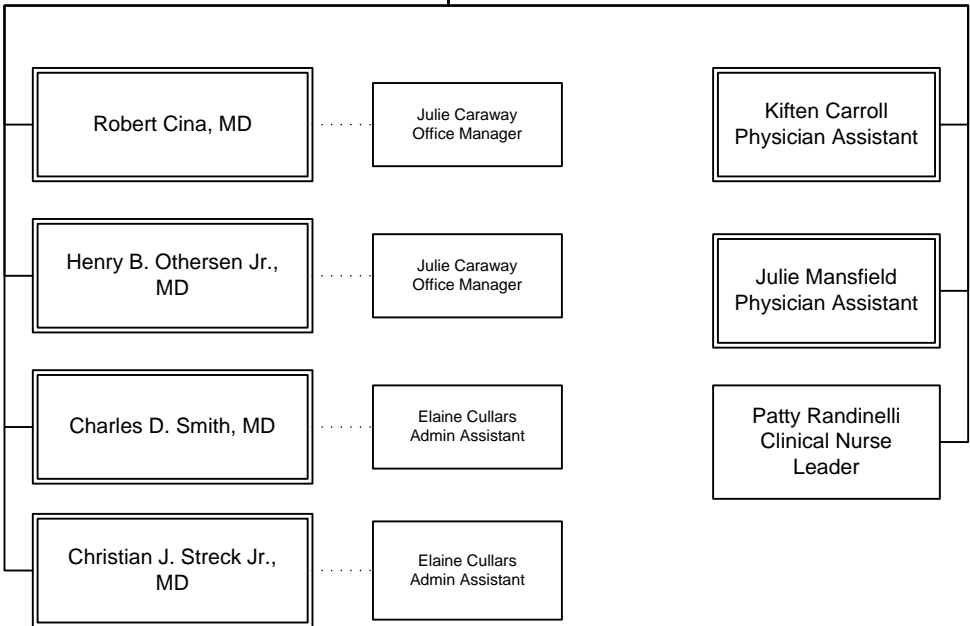 Robert Cina, MD
Julie Caraway
Office Manager
Kiften Carroll
Physician Assistant
Henry B. Othersen Jr.,
MD
Julie Caraway
Office Manager
Julie Mansfield
Physician Assistant
Charles D. Smith, MD
Elaine Cullars
Admin Assistant
Patty Randinelli
Clinical Nurse
Leader
Christian J. Streck Jr.,
MD
Elaine Cullars
Admin Assistant